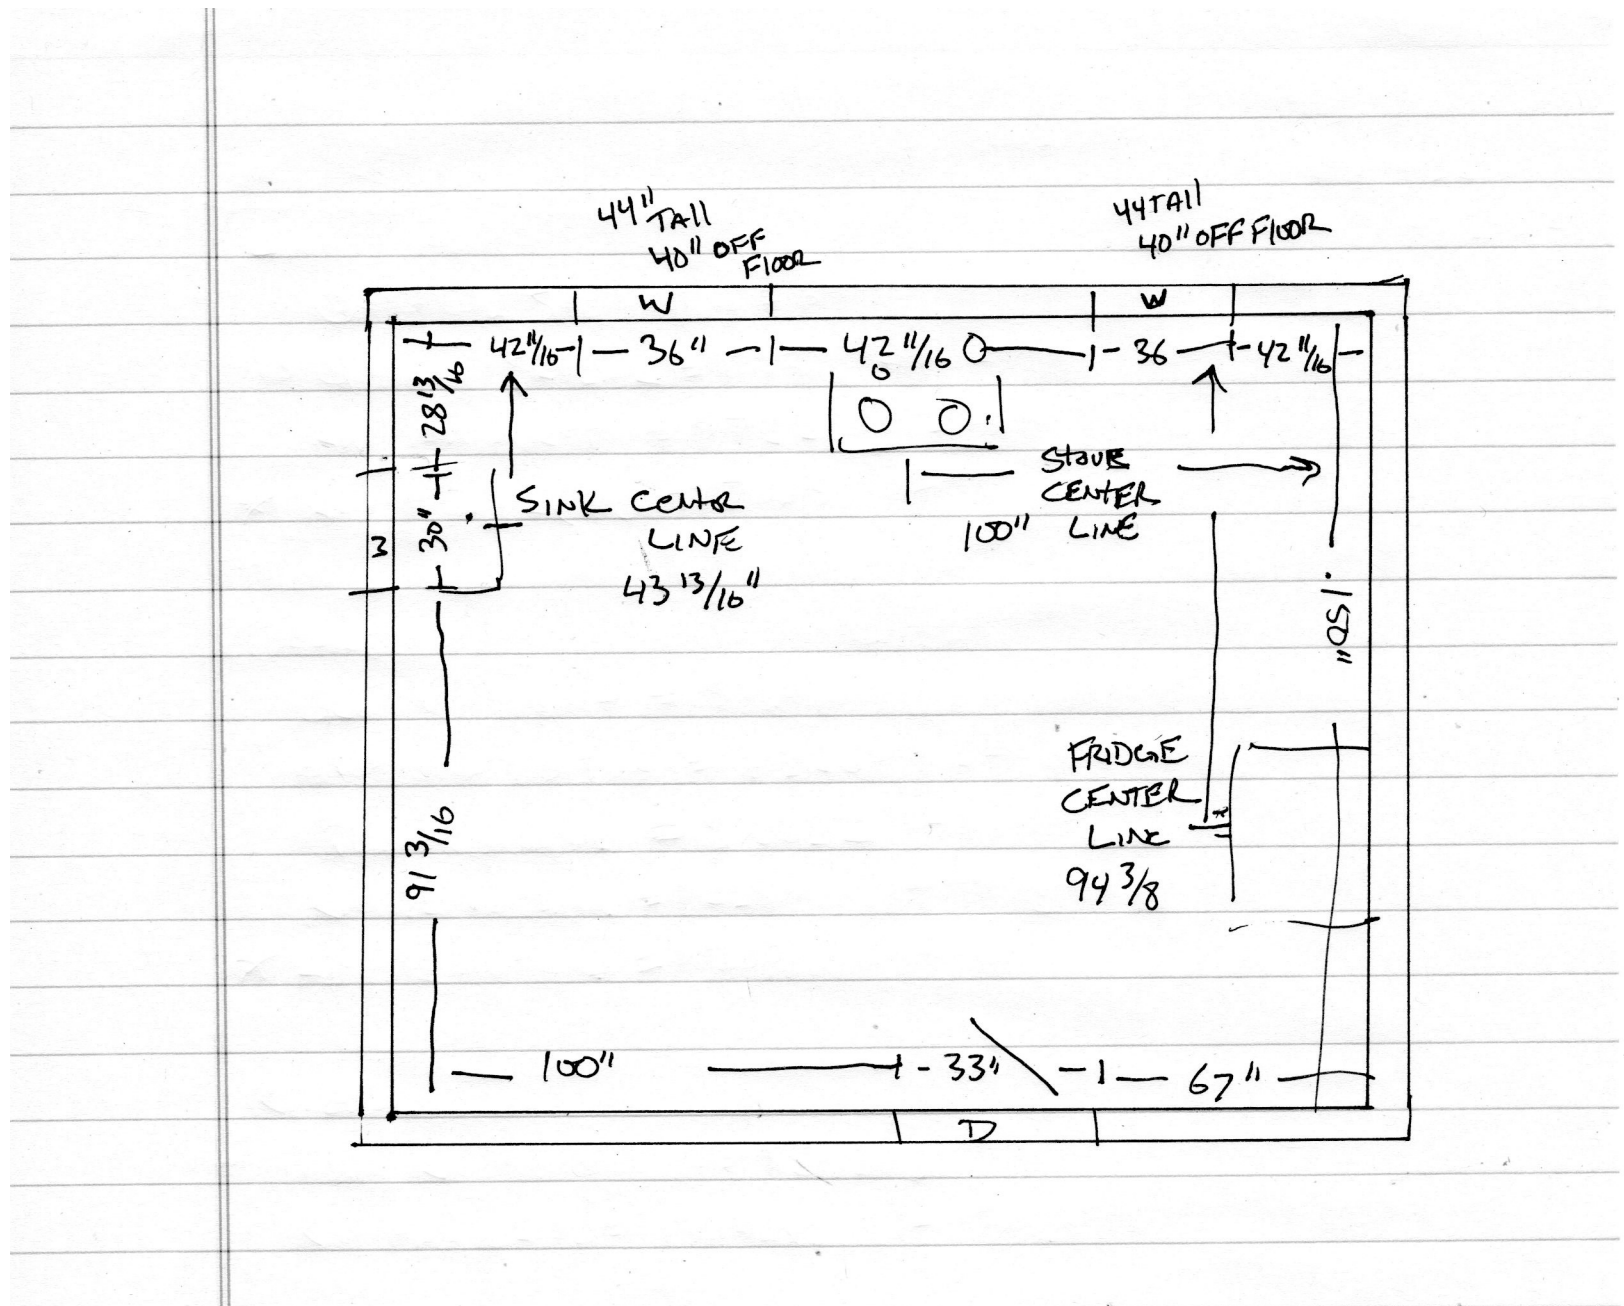 44" TAll
40" OFF
FlooR
44 TAll
40" OFF FlooR
W
W
42 11/16
36"
42 11/16
36
42 11/16
28 13/16
30"
W
SINK CENTER
LINE
43 13/16"
STOVE
CENTER
100" LINE
150"
FRIDGE
CENTER
LINE
94 3/8
91 3/16
100"
33"
67"
D